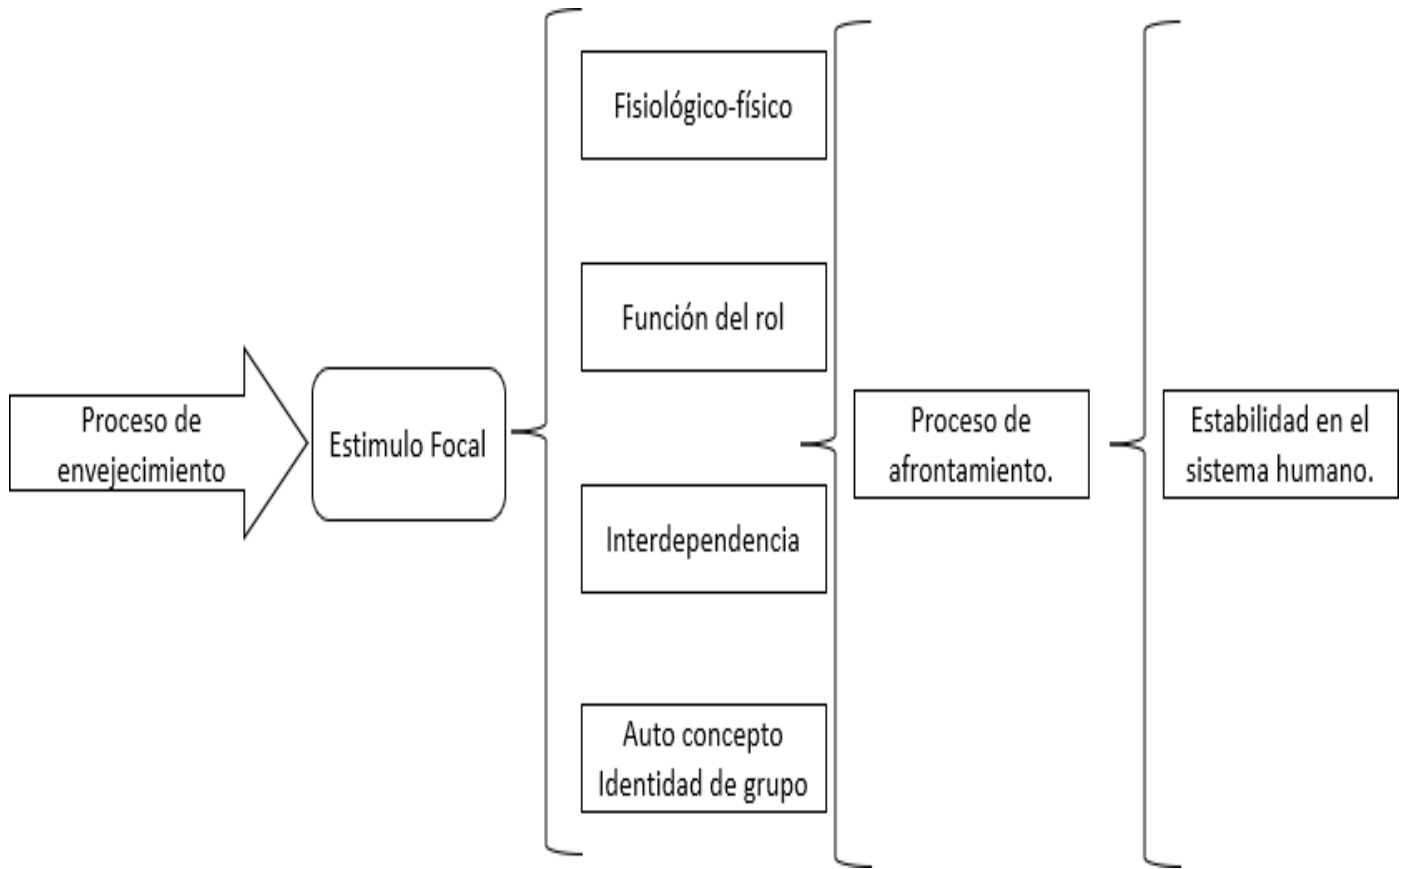 Proceso de
envejecimiento
Estimulo Focal
Fisiológico-físico
Función del rol
Interdependencia
Auto concepto
Identidad de grupo
Proceso de
afrontamiento.
Estabilidad en el
sistema humano.